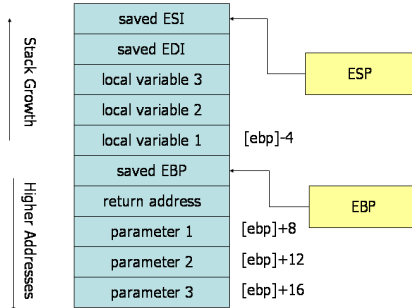 saved ESI
saved EDI
local variable 3
local variable 2
local variable 1
saved EBP
return address
parameter 1
parameter 2
parameter 3
[ebp]-4
[ebp]+8
[ebp]+12
[ebp]+16
ESP
EBP
Stack Growth
Higher Addresses